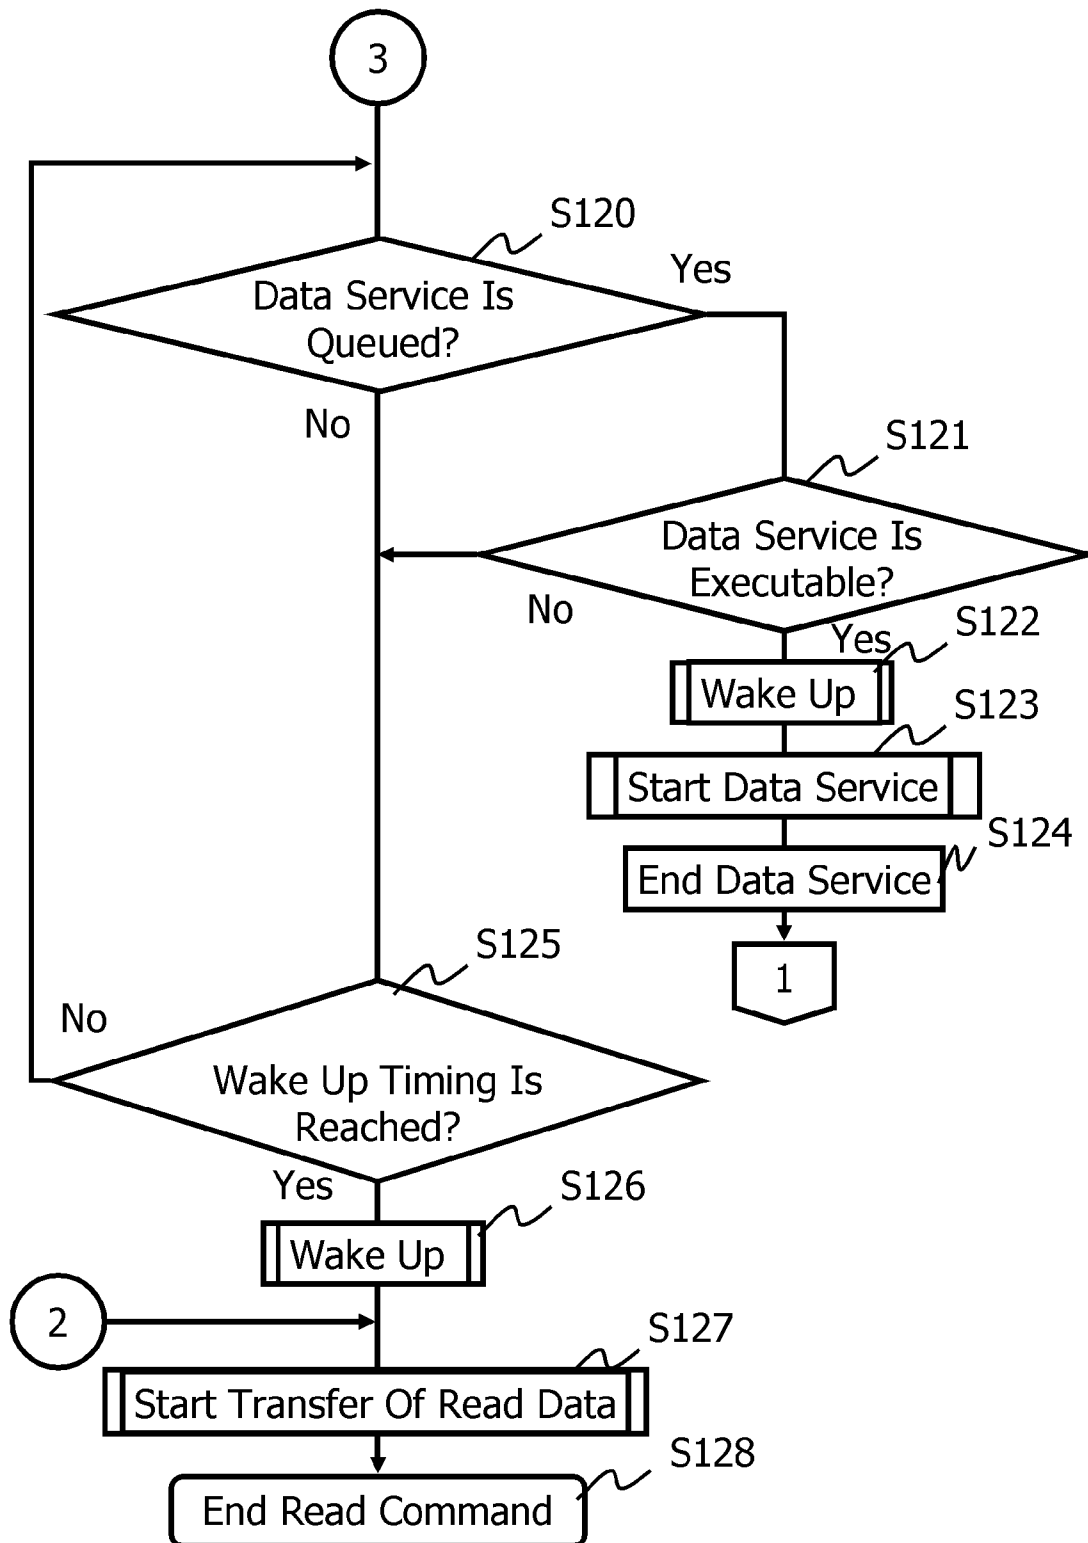 3
S120
Yes
Data Service Is
Queued?
No
S121
Data Service Is
Executable?
No
Yes
S122
Wake Up
S123
Start Data Service
S124
End Data Service
1
S125
No
Wake Up Timing Is
Reached?
Yes
S126
Wake Up
2
S127
Start Transfer Of Read Data
S128
End Read Command